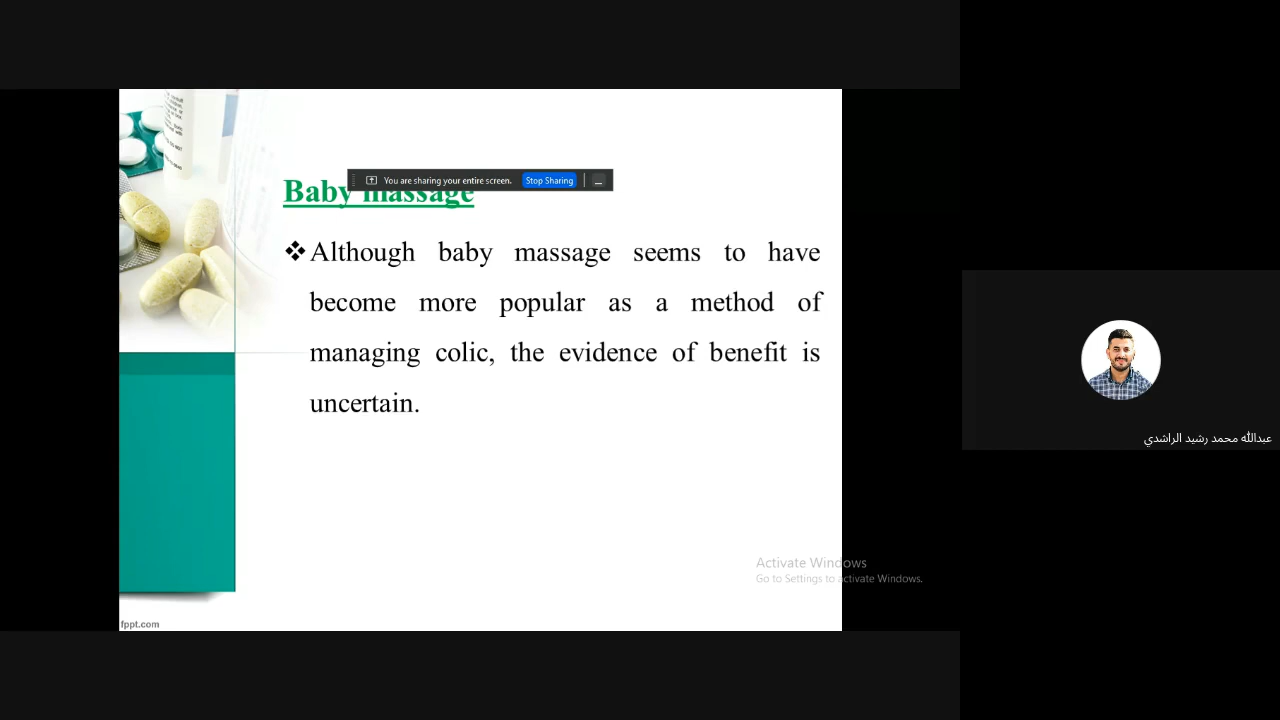 You are sharing your entire screen. Stop Sharing
Baby massage
❖Although baby massage seems to have
become more popular as a method of
managing colic, the evidence of benefit is
uncertain.
عبدالله محمد رشيد الراشدي
Activate Windows
Go to Settings to activate Windows.
fppt.com